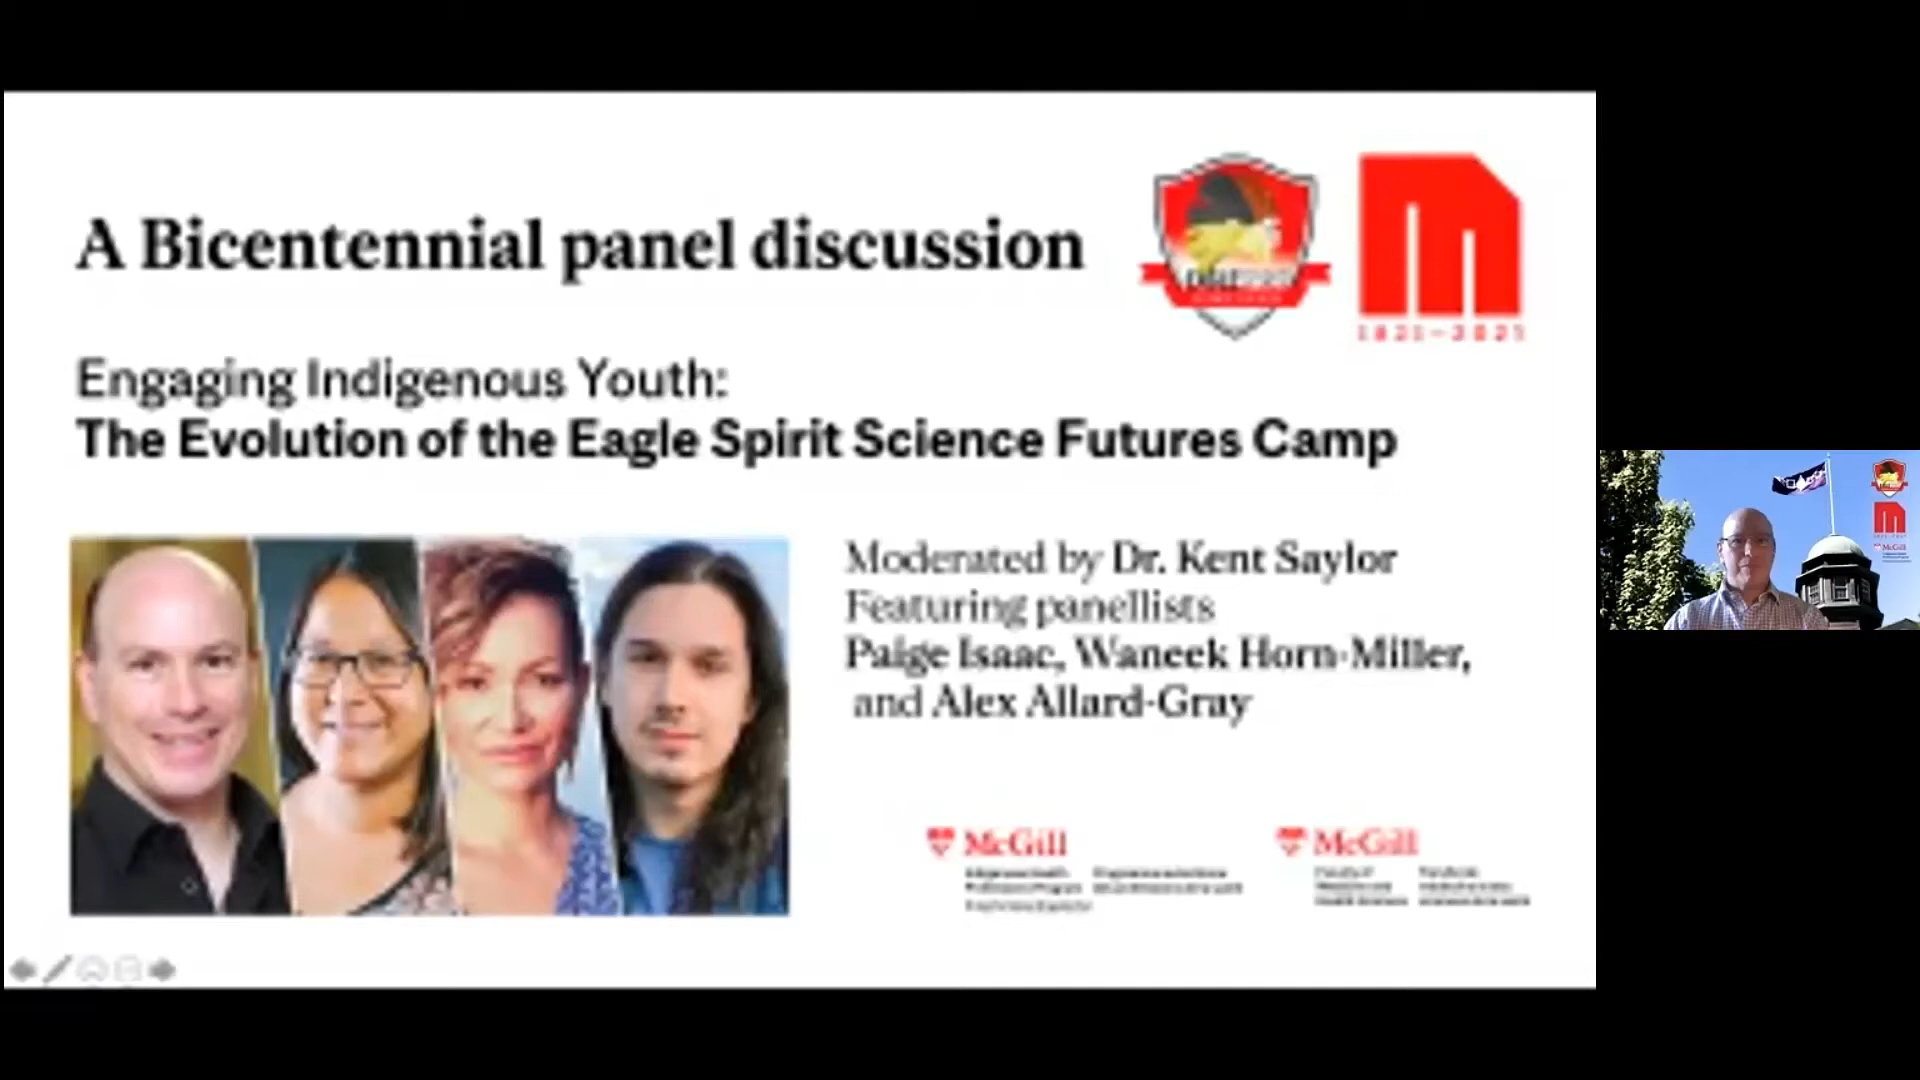 A Bicentennial panel discussion
1821–2021
Engaging Indigenous Youth:
The Evolution of the Eagle Spirit Science Futures Camp
Moderated by Dr. Kent Saylor
Featuring panellists
Paige Isaac, Waneek Horn-Miller,
and Alex Allard-Gray
McGill
McGill
McGill